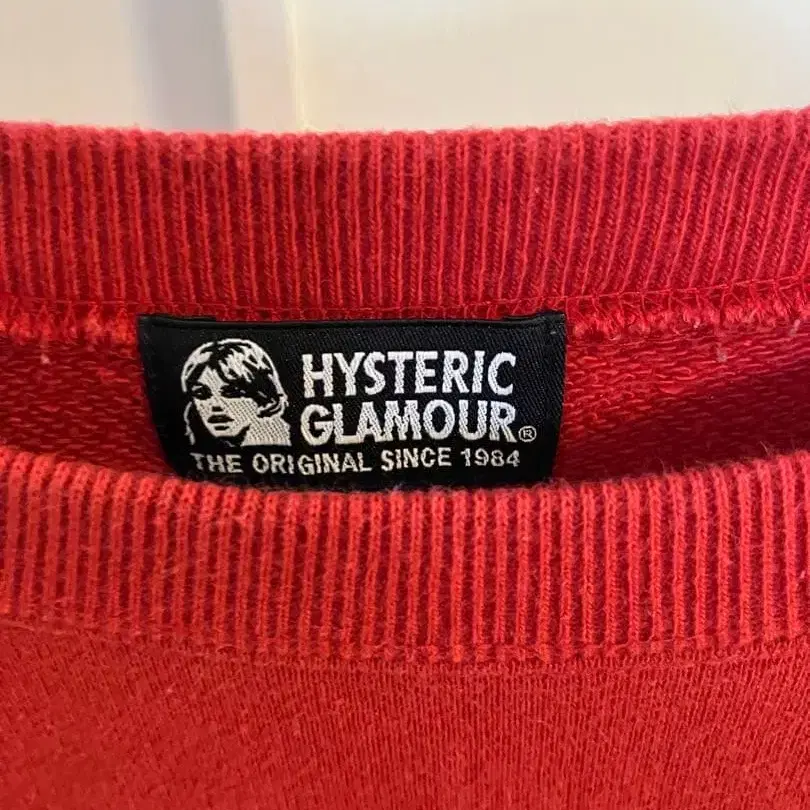 HYSTERIC
GLAMOUR®
THE ORIGINAL SINCE 1984